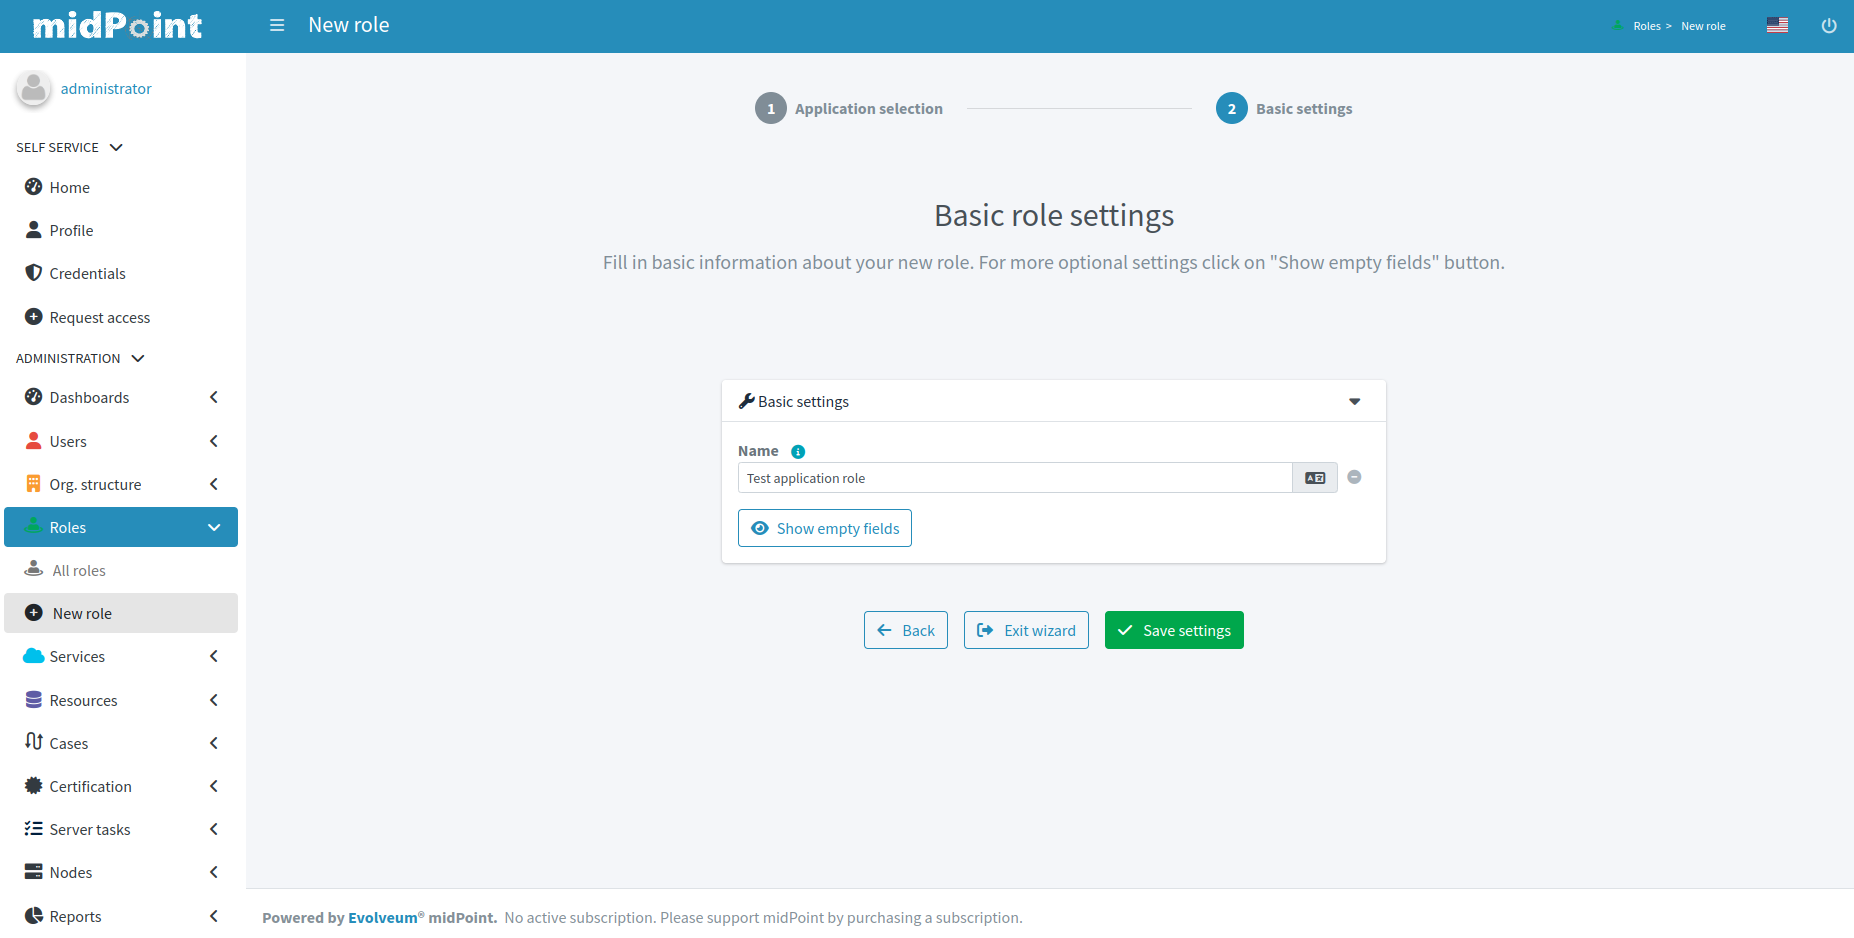 midPoint
New role
Roles > New role
administrator
SELF SERVICE
Home
Profile
Credentials
Request access
ADMINISTRATION
Dashboards
Users
Org. structure
Roles
All roles
New role
Services
Resources
Cases
Certification
Server tasks
Nodes
Reports
1 Application selection
2 Basic settings
Basic role settings
Fill in basic information about your new role. For more optional settings click on "Show empty fields" button.
Basic settings
Name
Test application role
Show empty fields
Back
Exit wizard
Save settings
Powered by Evolveum® midPoint. No active subscription. Please support midPoint by purchasing a subscription.